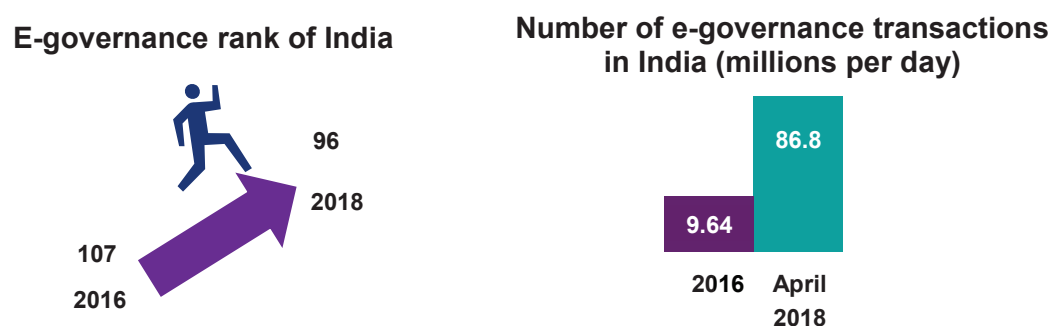 E-governance rank of India
96
2018
107
2016
Number of e-governance transactions
in India (millions per day)
86.8
9.64
2016 April
2018